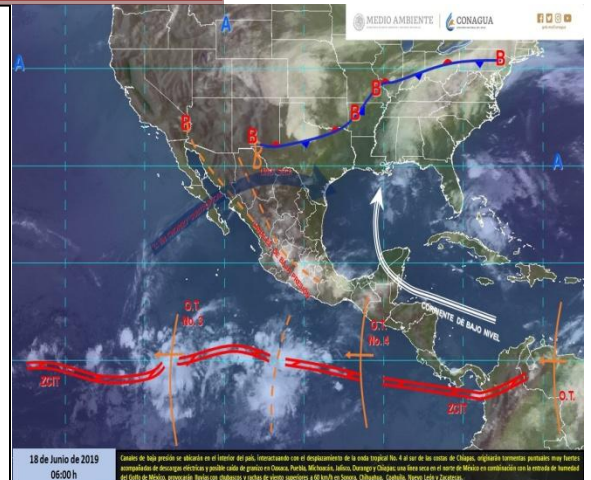 MEDIO AMBIENTE
CONAGUA
A
A
A
B
B
B
B
B
CANALES DE BAJA PRESIÓN
CORRIENTE DE BAJO NIVEL
O.T.
No. 3
O.T.
No. 4
O.T.
ZCIT
ZCIT
18 de Junio de 2019
06:00 h
Canales de baja presión se ubicarán en el interior del país, interactuando con el desplazamiento de la onda tropical No. 4 al sur de las costas de Chiapas, originarán tormentas puntuales muy fuertes
acompañadas de descargas eléctricas y posible caída de granizo en Oaxaca, Puebla, Michoacán, Jalisco, Durango y Chiapas; una línea seca en el norte de México en combinación con la entrada de humedad
del Golfo de México, provocarán lluvias con chubascos y rachas de viento superiores a 60 km/h en Sonora, Chihuahua, Coahuila, Nuevo León y Zacatecas.